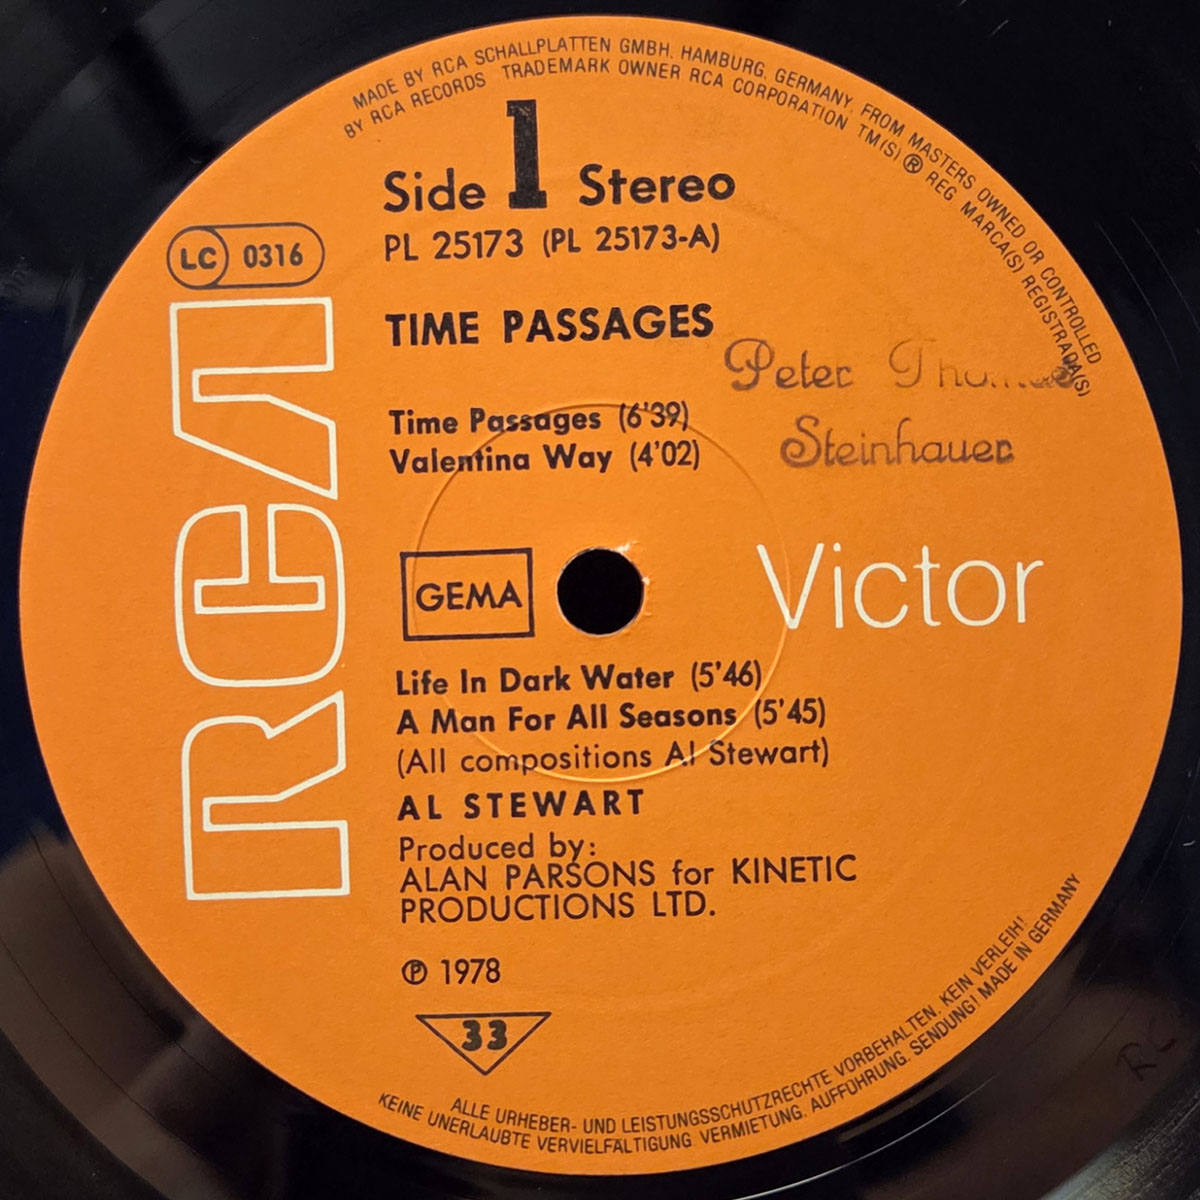 MADE BY RCA SCHALLPLATTEN GMBH, HAMBURG, GERMANY, FROM MASTERS OWNED OR CONTROLLED
BY RCA RECORDS TRADEMARK OWNER RCA CORPORATION TM(S) ® REG MARCA(S) REGISTRADA(S)
Side 1 Stereo
PL 25173 (PL 25173-A)
LC 0316
RCA
TIME PASSAGES
Peter
Steinhauer
Time Passages (6'39)
Valentina Way (4'02)
GEMA
Victor
Life In Dark Water (5'46)
A Man For All Seasons (5'45)
(All compositions Al Stewart)
AL STEWART
Produced by:
ALAN PARSONS for KINETIC
PRODUCTIONS LTD.
℗ 1978
33
ALLE URHEBER- UND LEISTUNGSSCHUTZRECHTE VORBEHALTEN. KEIN VERLEIH!
KEINE UNERLAUBTE VERVIELFÄLTIGUNG VERMIETUNG. AUFFÜHRUNG. SENDUNG! MADE IN GERMANY